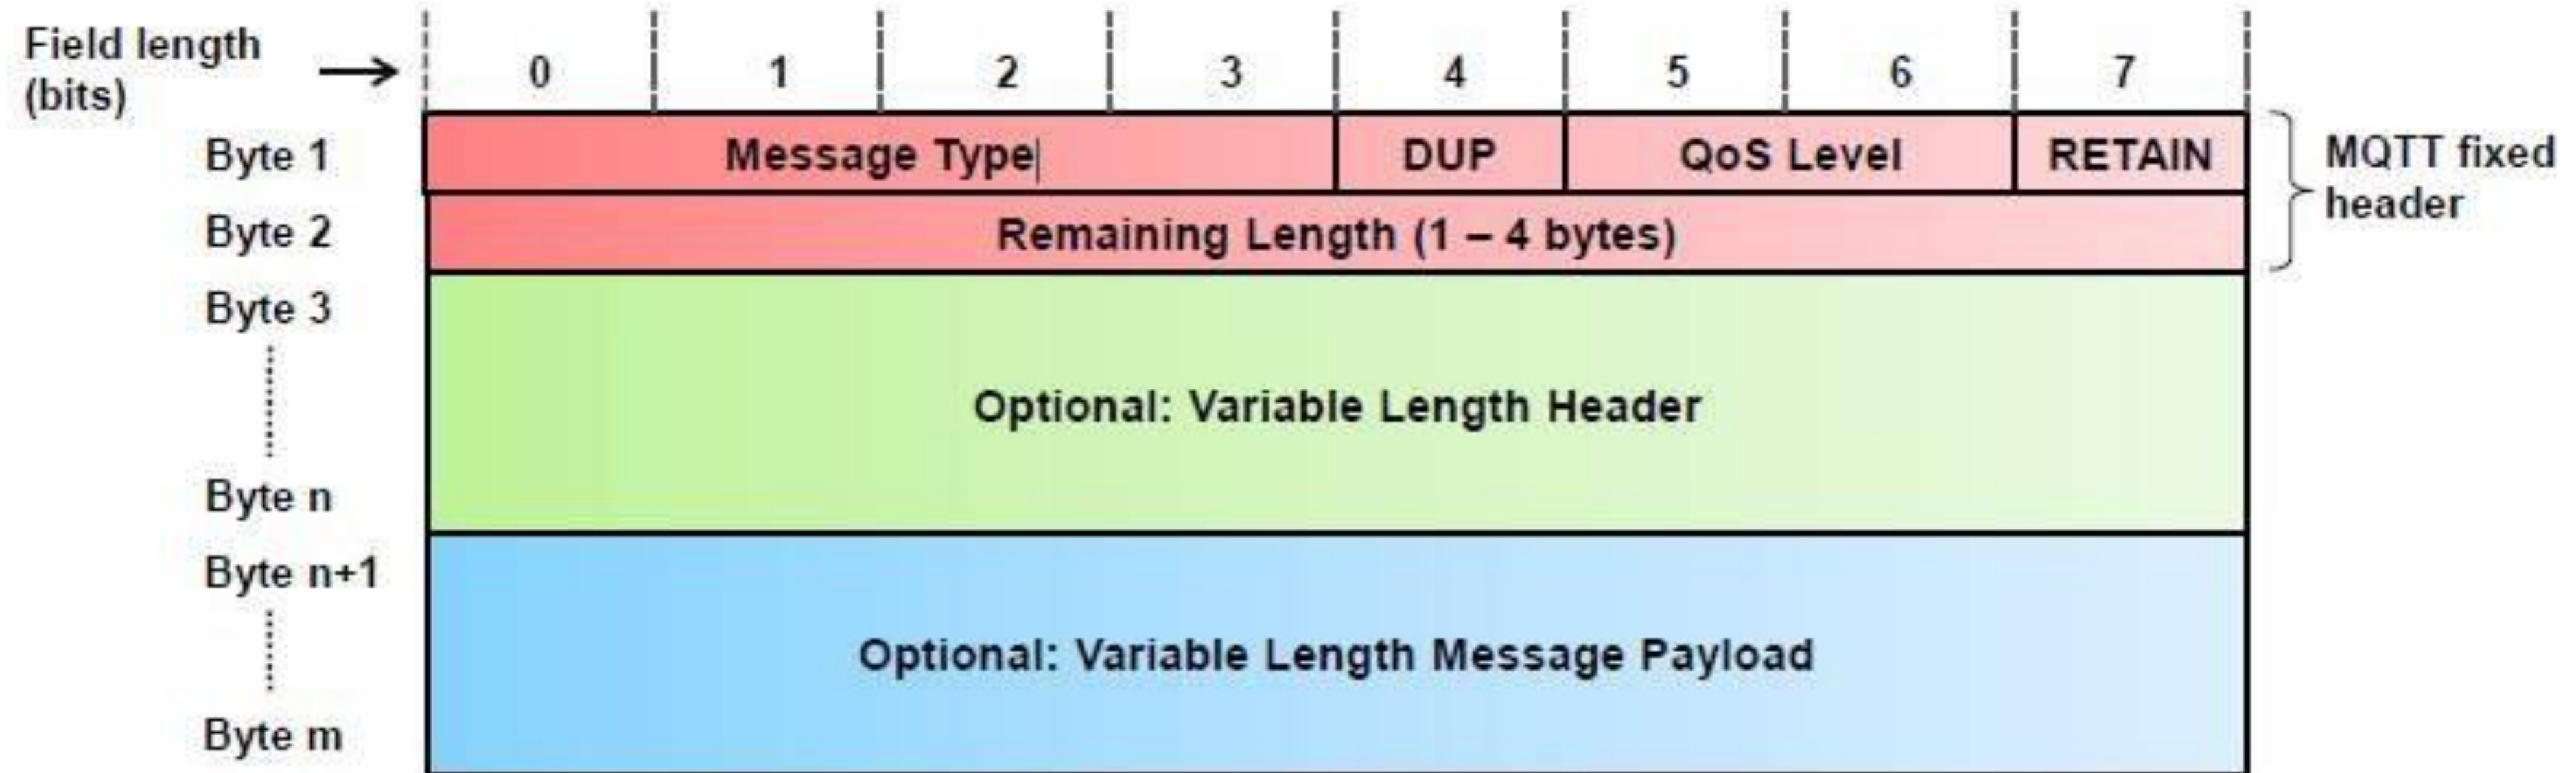 Field length
(bits)
0 1 2 3 4 5 6 7
Byte 1 Message Type DUP QoS Level RETAIN
MQTT fixed
header
Byte 2 Remaining Length (1 – 4 bytes)
Byte 3
Optional: Variable Length Header
Byte n
Byte n+1
Optional: Variable Length Message Payload
Byte m